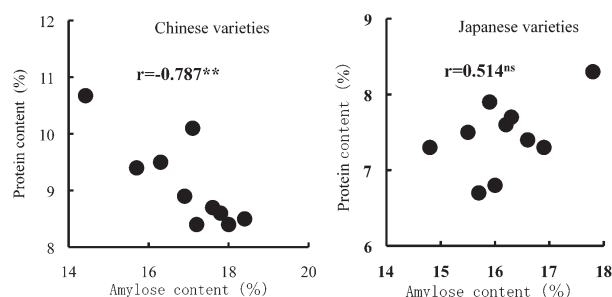 Chinese varieties
r=-0.787**
Protein content (%)
12
11
10
9
8
14 16 18 20
Amylose content (%)
Japanese varieties
r=0.514ns
Protein content (%)
9
8
7
6
14 15 16 17 18
Amylose content (%)